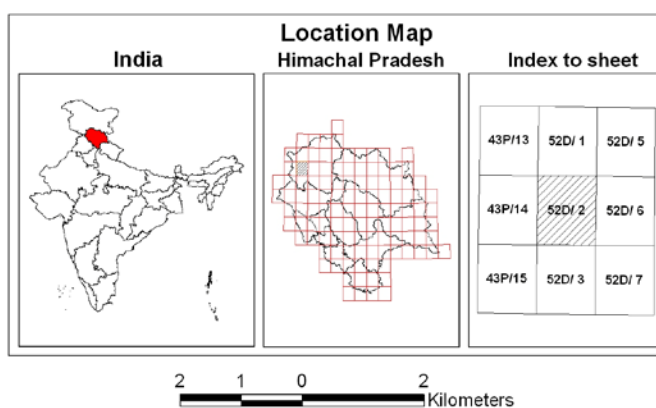 Location Map
India
Himachal Pradesh
Index to sheet
43P/13 52D/ 1 52D/ 5
43P/14 52D/ 2 52D/ 6
43P/15 52D/ 3 52D/ 7
2 1 0 2
Kilometers